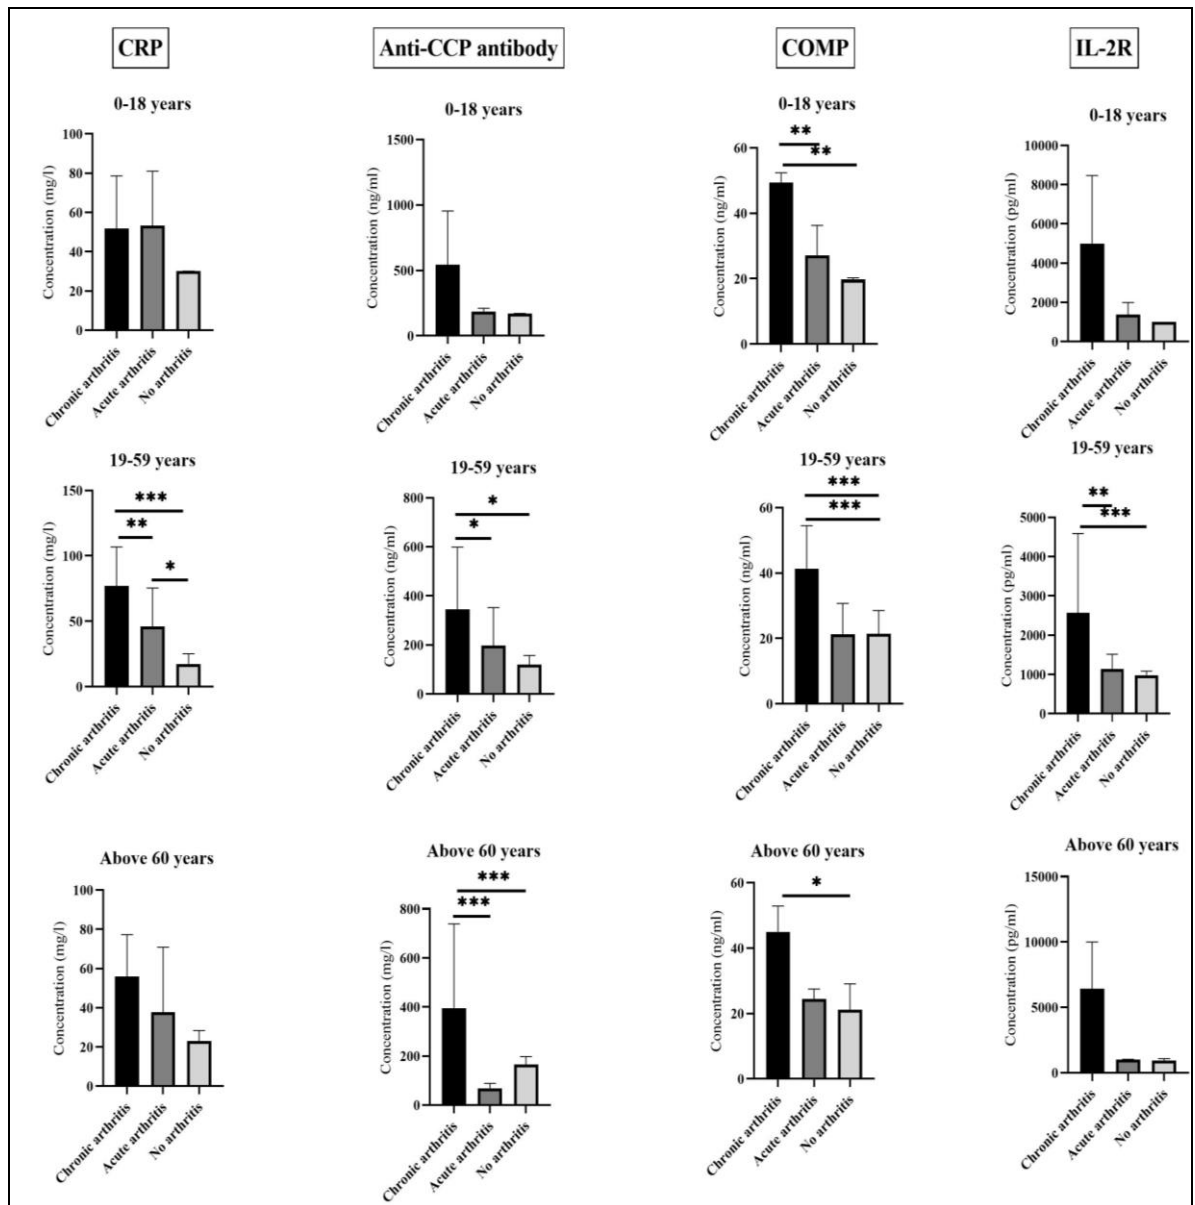 CRP
Anti-CCP antibody
COMP
IL-2R
0-18 years
Concentration (mg/l)
100
80
60
40
20
0
Chronic arthritis
Acute arthritis
No arthritis
0-18 years
Concentration (ng/ml)
1500
1000
500
0
Chronic arthritis
Acute arthritis
No arthritis
0-18 years
Concentration (ng/ml)
60
40
20
0
**
**
Chronic arthritis
Acute arthritis
No arthritis
0-18 years
Concentration (pg/ml)
10000
8000
6000
4000
2000
0
Chronic arthritis
Acute arthritis
No arthritis
19-59 years
Concentration (mg/l)
150
100
50
0
***
**
*
Chronic arthritis
Acute arthritis
No arthritis
19-59 years
Concentration (ng/ml)
800
600
400
200
0
*
*
Chronic arthritis
Acute arthritis
No arthritis
19-59 years
Concentration (ng/ml)
60
40
20
0
***
***
Chronic arthritis
Acute arthritis
No arthritis
19-59 years
Concentration (pg/ml)
5000
4000
3000
2000
1000
0
**
***
Chronic arthritis
Acute arthritis
No arthritis
Above 60 years
Concentration (mg/l)
100
80
60
40
20
0
Chronic arthritis
Acute arthritis
No arthritis
Above 60 years
Concentration (mg/l)
800
600
400
200
0
***
***
Chronic arthritis
Acute arthritis
No arthritis
Above 60 years
Concentration (ng/ml)
60
40
20
0
*
Chronic arthritis
Acute arthritis
No arthritis
Above 60 years
Concentration (pg/ml)
15000
10000
5000
0
Chronic arthritis
Acute arthritis
No arthritis